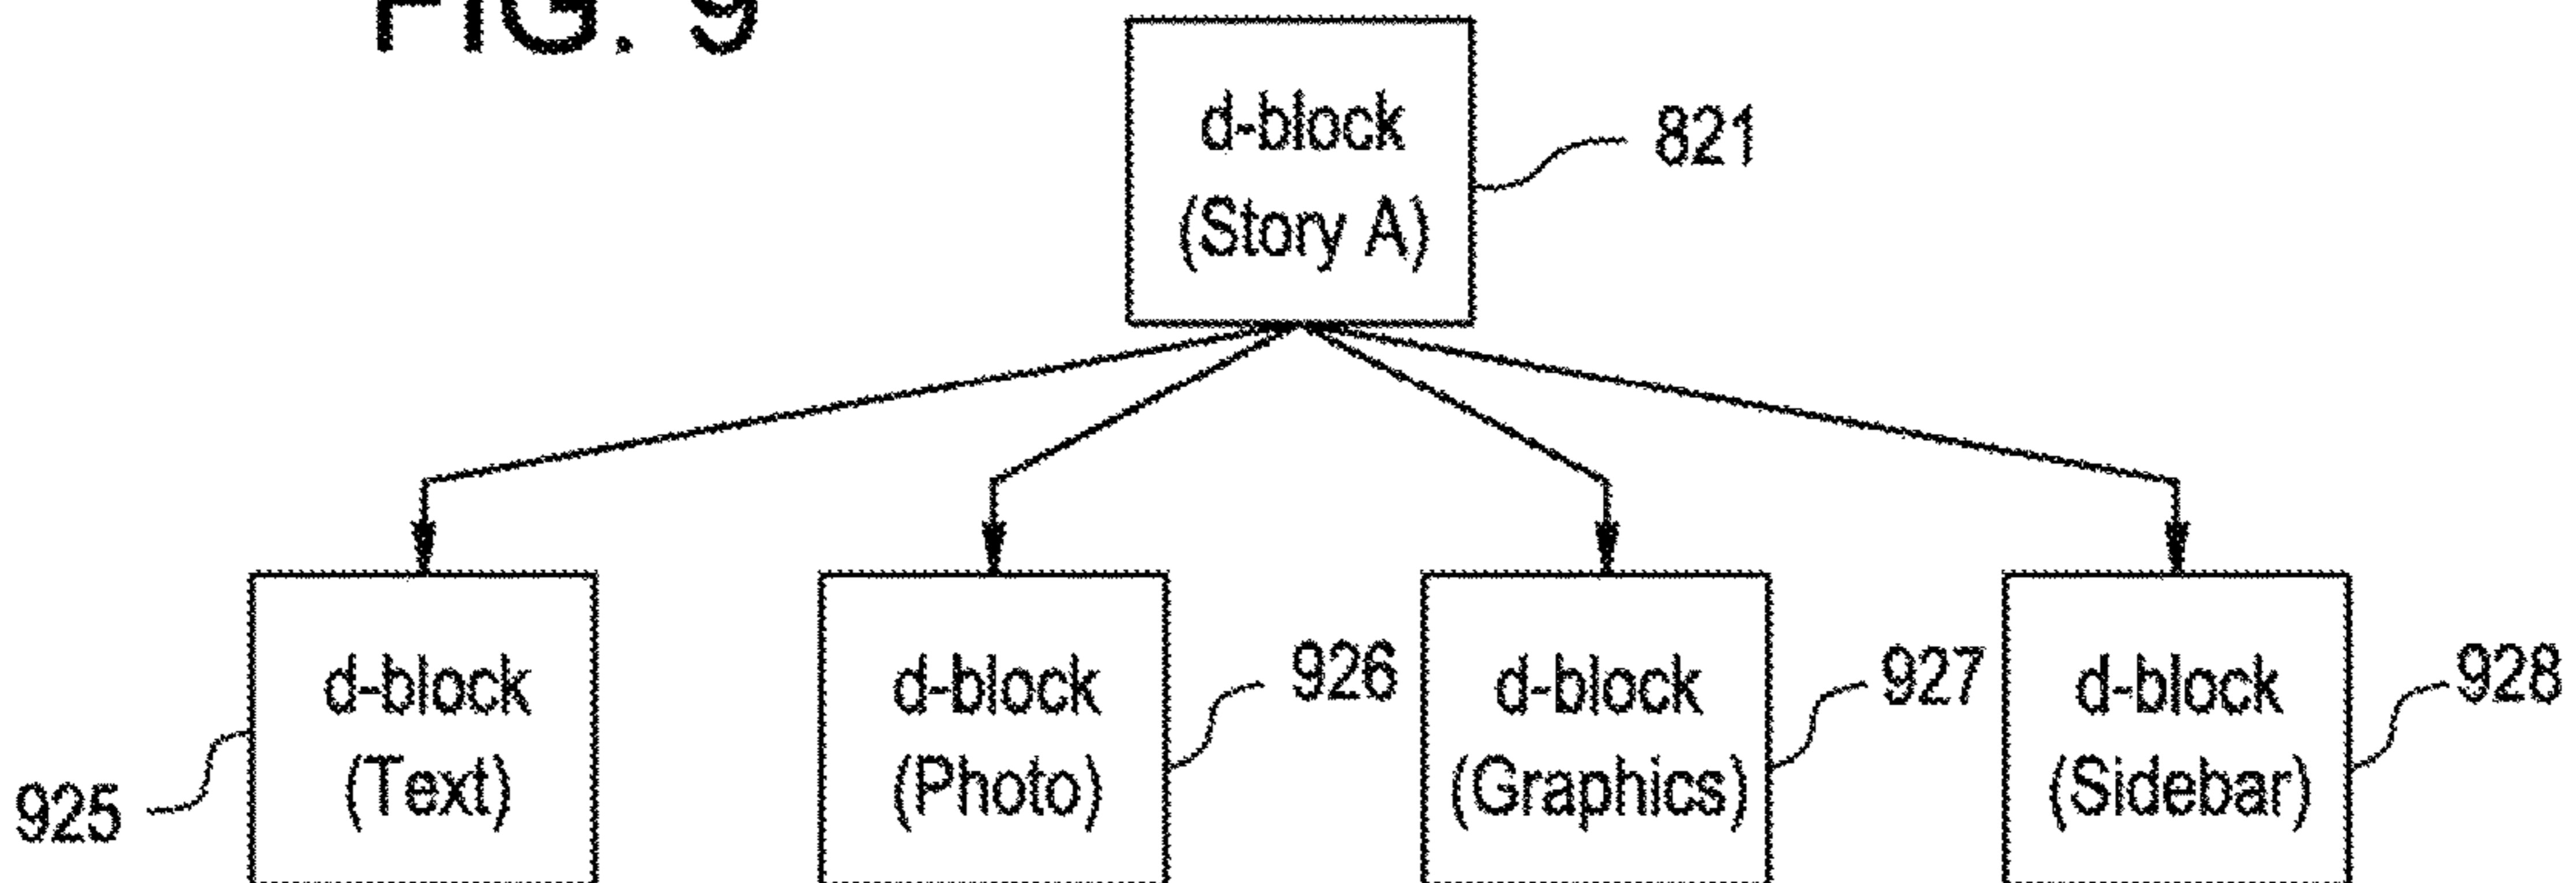 FIG. 9
d-block
(Story A)
821
d-block
(Text)
925
d-block
(Photo)
926
d-block
(Graphics)
927
d-block
(Sidebar)
928